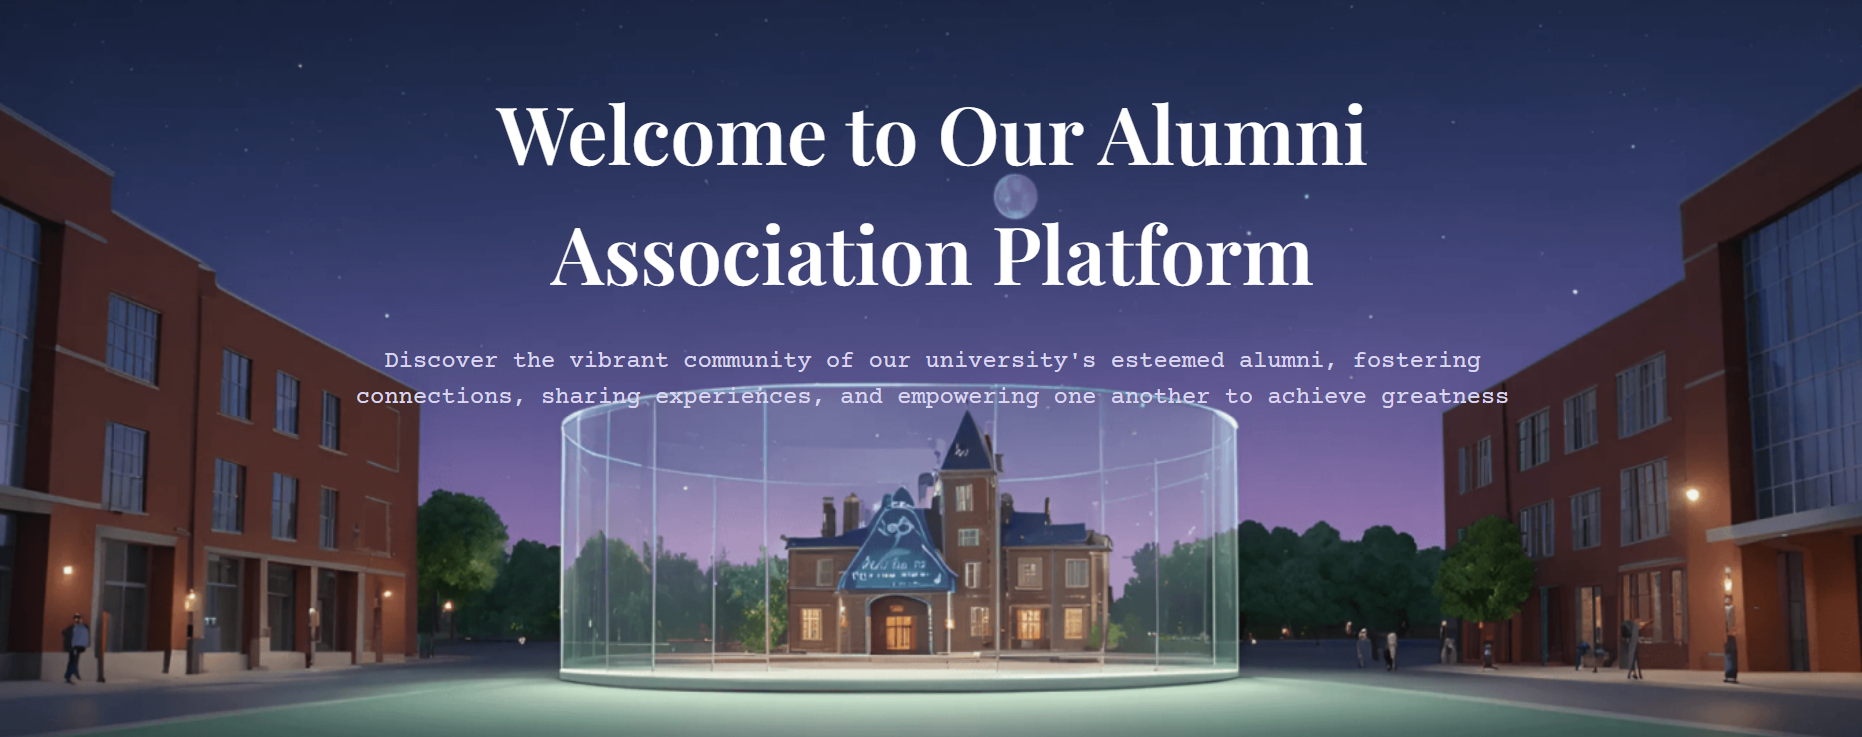 Welcome to Our Alumni
Association Platform
Discover the vibrant community of our university's esteemed alumni, fostering
connections, sharing experiences, and empowering one another to achieve greatness